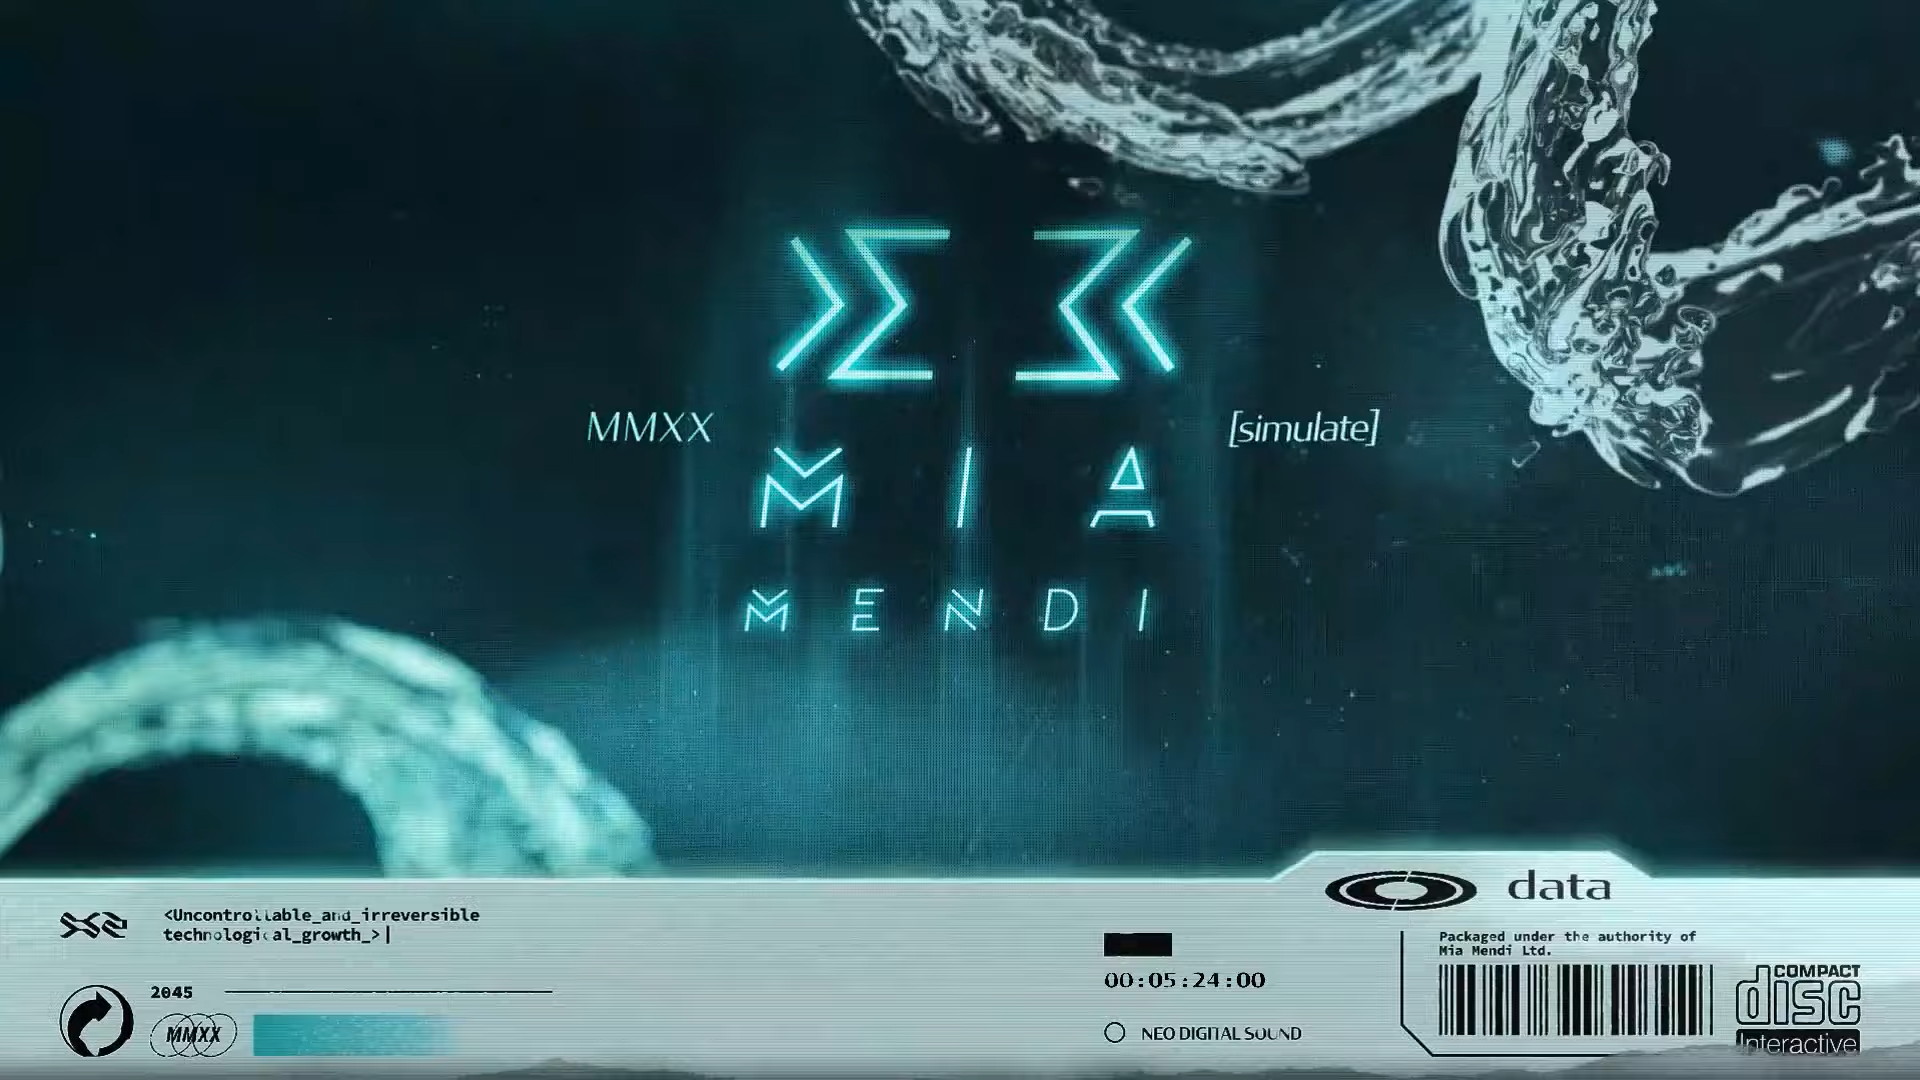 MMXX
[simulate]
MIA
MENDI
data
<Uncontrollable_and_irreversible
technological_growth_>|
Packaged under the authority of
Mia Mendi Ltd.
00:05:24:00
2045
MMXX
NEO DIGITAL SOUND
COMPACT
disc
Interactive